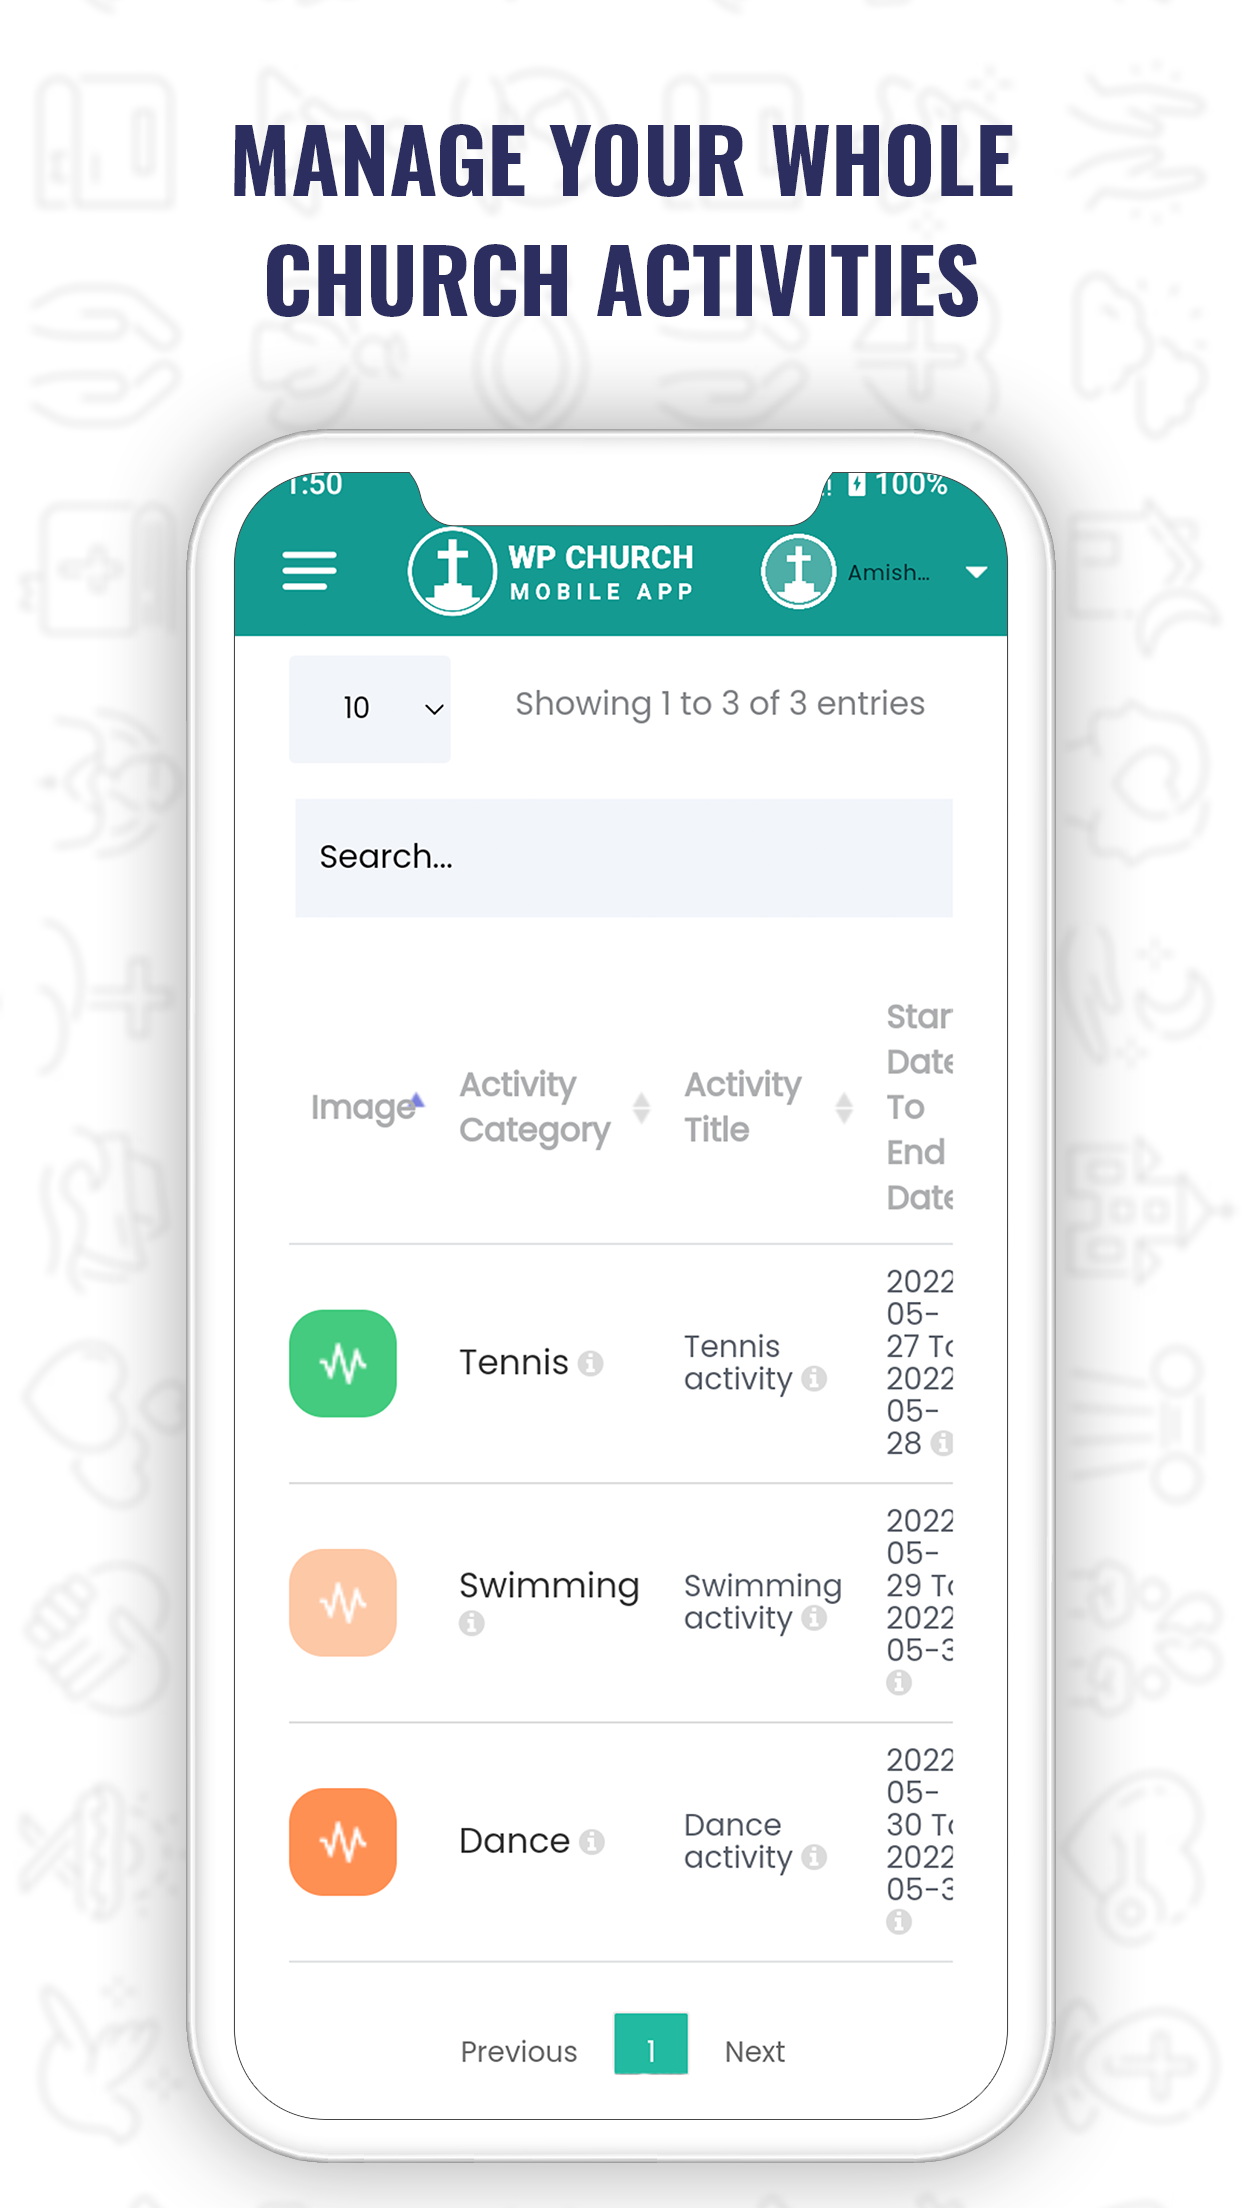 MANAGE YOUR WHOLE
CHURCH ACTIVITIES
1:50
100%
WP CHURCH
MOBILE APP
Amish...
10
Showing 1 to 3 of 3 entries
Search...
Image
Activity
Category
Activity
Title
Star
Date
To
End
Date
Tennis
Tennis
activity
2022
05-
27 To
2022
05-
28
Swimming
Swimming
activity
2022
05-
29 To
2022
05-3
Dance
Dance
activity
2022
05-
30 To
2022
05-3
Previous
1
Next